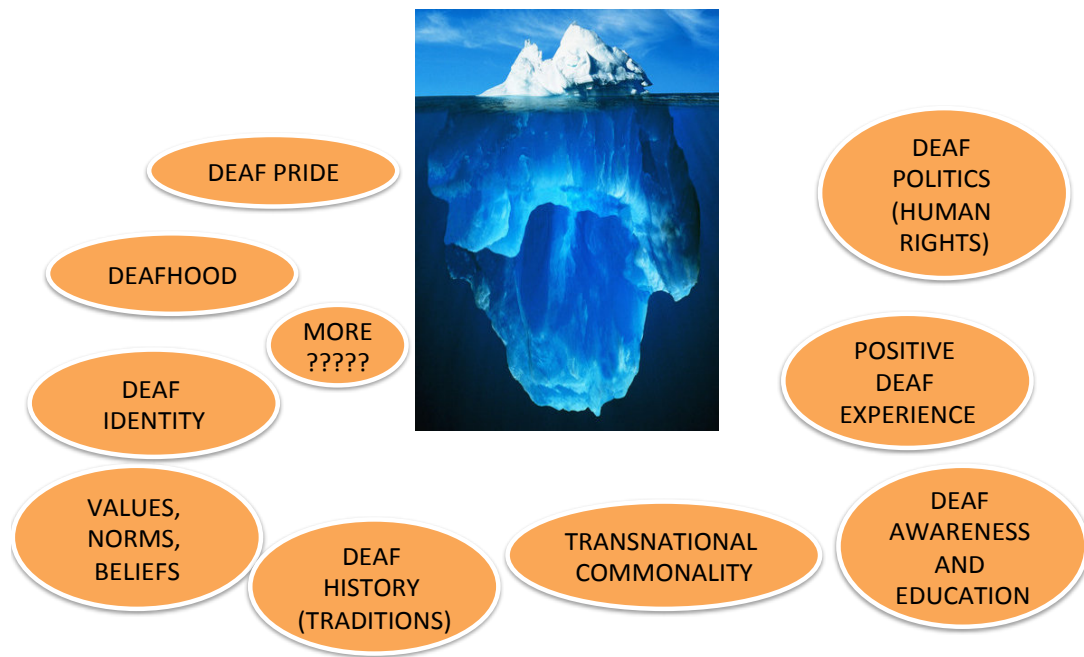 DEAF PRIDE
DEAFHOOD
MORE
?????
DEAF
IDENTITY
VALUES,
NORMS,
BELIEFS
DEAF
HISTORY
(TRADITIONS)
TRANSNATIONAL
COMMONALITY
DEAF
POLITICS
(HUMAN
RIGHTS)
POSITIVE
DEAF
EXPERIENCE
DEAF
AWARENESS
AND
EDUCATION